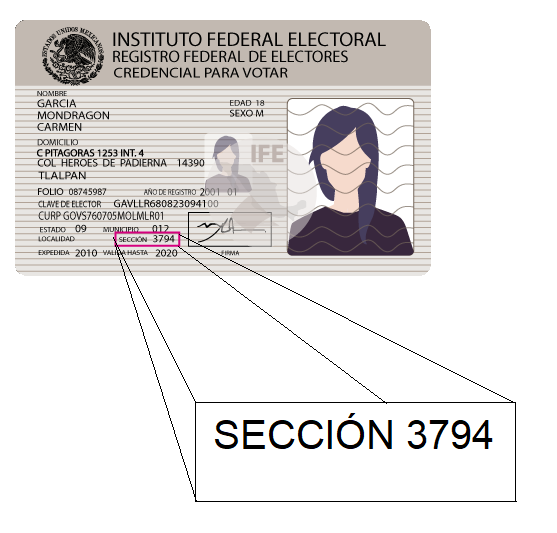 ESTADOS UNIDOS MEXICANOS
INSTITUTO FEDERAL ELECTORAL
REGISTRO FEDERAL DE ELECTORES
CREDENCIAL PARA VOTAR
NOMBRE
GARCIA
MONDRAGON
CARMEN
EDAD 18
SEXO M
DOMICILIO
C PITAGORAS 1253 INT. 4
COL HEROES DE PADIERNA 14390
TLALPAN
IFE
FOLIO 08745987 AÑO DE REGISTRO 2001 01
CLAVE DE ELECTOR GAVLLR680823094100
CURP GOVS760705MOLMLR01
ESTADO 09 MUNICIPIO 012
LOCALIDAD SECCIÓN 3794
EXPEDIDA 2010 VALIDA HASTA 2020 FIRMA
SECCIÓN 3794